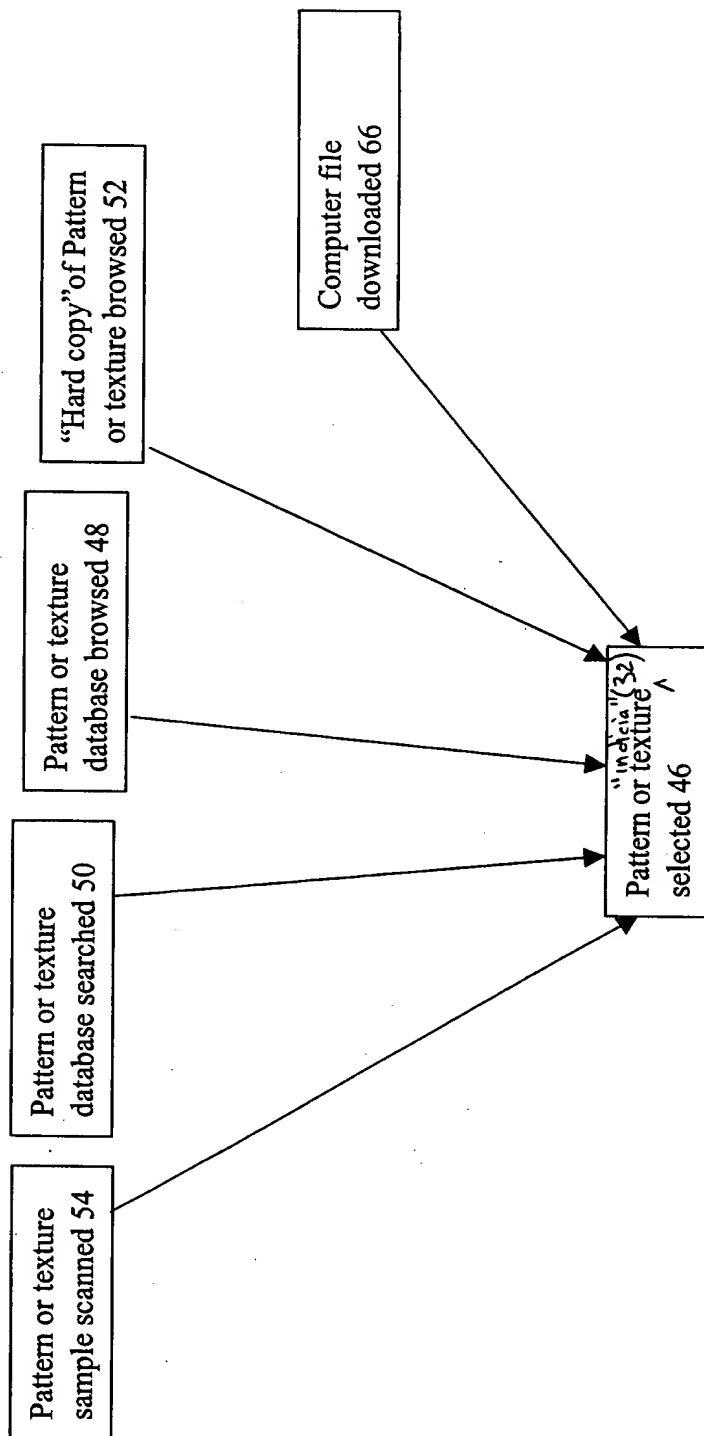 Pattern or texture
sample scanned 54
Pattern or texture
database searched 50
Pattern or texture
database browsed 48
“Hard copy”of Pattern
or texture browsed 52
Computer file
downloaded 66
"indicia"(32)
Pattern or texture
^
selected 46